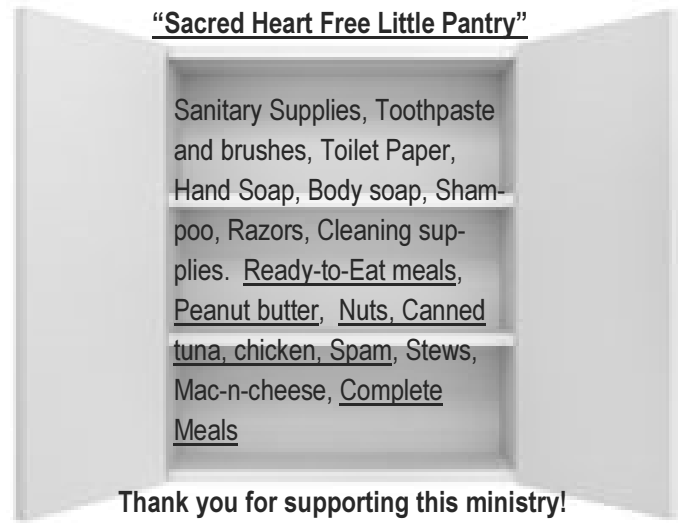 “Sacred Heart Free Little Pantry”
Sanitary Supplies, Toothpaste
and brushes, Toilet Paper,
Hand Soap, Body soap, Sham-
poo, Razors, Cleaning sup-
plies.  Ready-to-Eat meals,
Peanut butter,  Nuts, Canned
tuna, chicken, Spam, Stews,
Mac-n-cheese, Complete
Meals
Thank you for supporting this ministry!